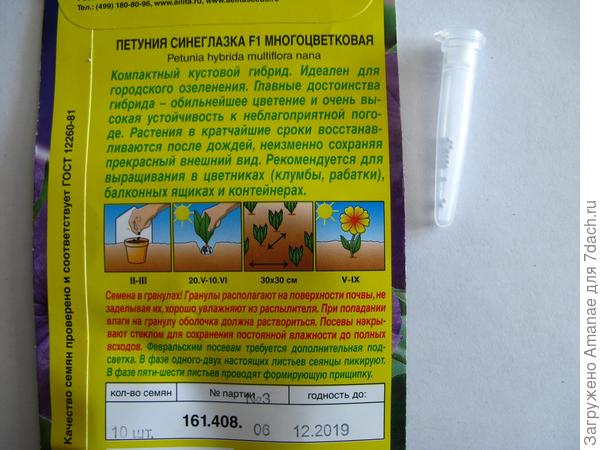 Тел.: (499) 180-80-96, www.ailita.ru, www.aelitaseeds.ru
ПЕТУНИЯ СИНЕГЛАЗКА F1 МНОГОЦВЕТКОВАЯ
Petunia hybrida multiflora nana
Компактный кустовой гибрид. Идеален для
городского озеленения. Главные достоинства
гибрида – обильнейшее цветение и очень вы-
сокая устойчивость к неблагоприятной пого-
де. Растения в кратчайшие сроки восстанав-
ливаются после дождей, неизменно сохраняя
прекрасный внешний вид. Рекомендуется для
выращивания в цветниках (клумбы, рабатки),
балконных ящиках и контейнерах.
II-III 20.V-10.VI 30х30 см V-IX
Семена в гранулах! Гранулы располагают на поверхности почвы, не
заделывая их, хорошо увлажняют из распылителя. При попадании
влаги на гранулу оболочка должна раствориться. Посевы накры-
вают стеклом для сохранения постоянной влажности до полных
всходов. Февральским посевам требуется дополнительная под-
светка. В фазе одного-двух настоящих листьев сеянцы пикируют.
В фазе пяти-шести листьев проводят формирующую прищипку.
кол-во семян № партии годность до:
№3
10 шт. 161.408. 06 12.2019
Качество семян проверено и соответствует ГОСТ 12260-81
Загружено Amanae для 7dach.ru